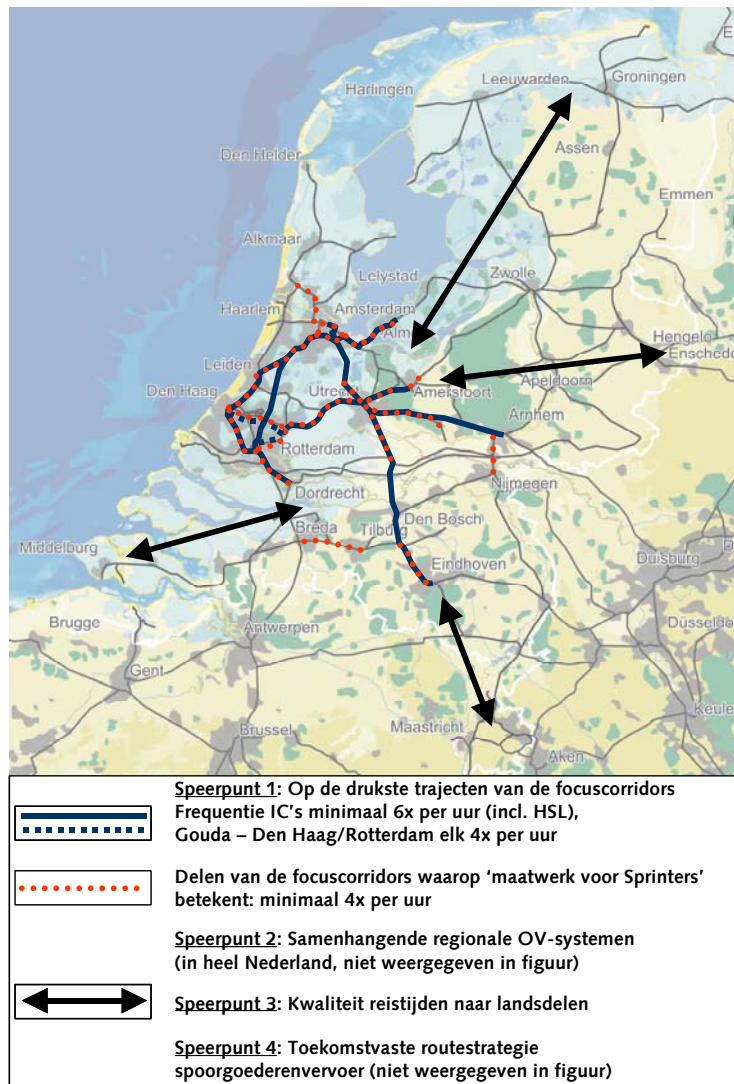 Leeuwarden
Groningen
Harlingen
Assen
Den Helder
Emmen
Alkmaar
Lelystad
Zwolle
Haarlem
Amsterdam
Alme
Hengelo
Enschede
Leiden
Apeldoorn
Den Haag
Utrecht
Amersfoort
Arnhem
Rotterdam
Nijmegen
Dordrecht
Den Bosch
Breda
Tilburg
Middelburg
Eindhoven
Duisburg
Brugge
Antwerpen
Düsseldo
Gent
Brussel
Maastricht
Keule
Aken
Speerpunt 1: Op de drukste trajecten van de focuscorridors
Frequentie IC's minimaal 6x per uur (incl. HSL),
Gouda – Den Haag/Rotterdam elk 4x per uur
Delen van de focuscorridors waarop 'maatwerk voor Sprinters'
betekent: minimaal 4x per uur
Speerpunt 2: Samenhangende regionale OV-systemen
(in heel Nederland, niet weergegeven in figuur)
Speerpunt 3: Kwaliteit reistijden naar landsdelen
Speerpunt 4: Toekomstvaste routestrategie
spoorgoederenvervoer (niet weergegeven in figuur)